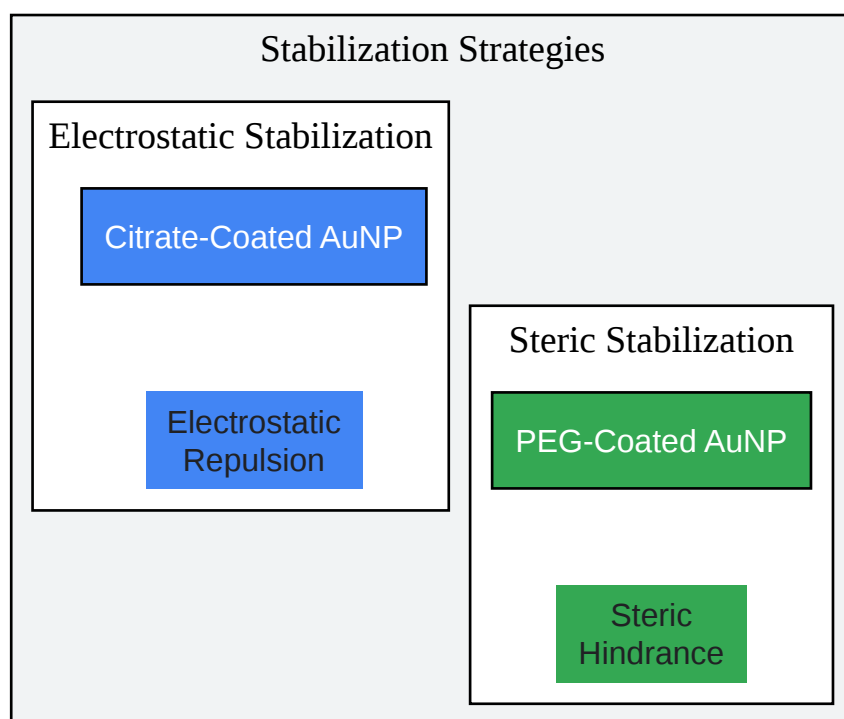 Stabilization Strategies
Electrostatic Stabilization
Citrate-Coated AuNP
Electrostatic
Repulsion
Steric Stabilization
PEG-Coated AuNP
Steric
Hindrance